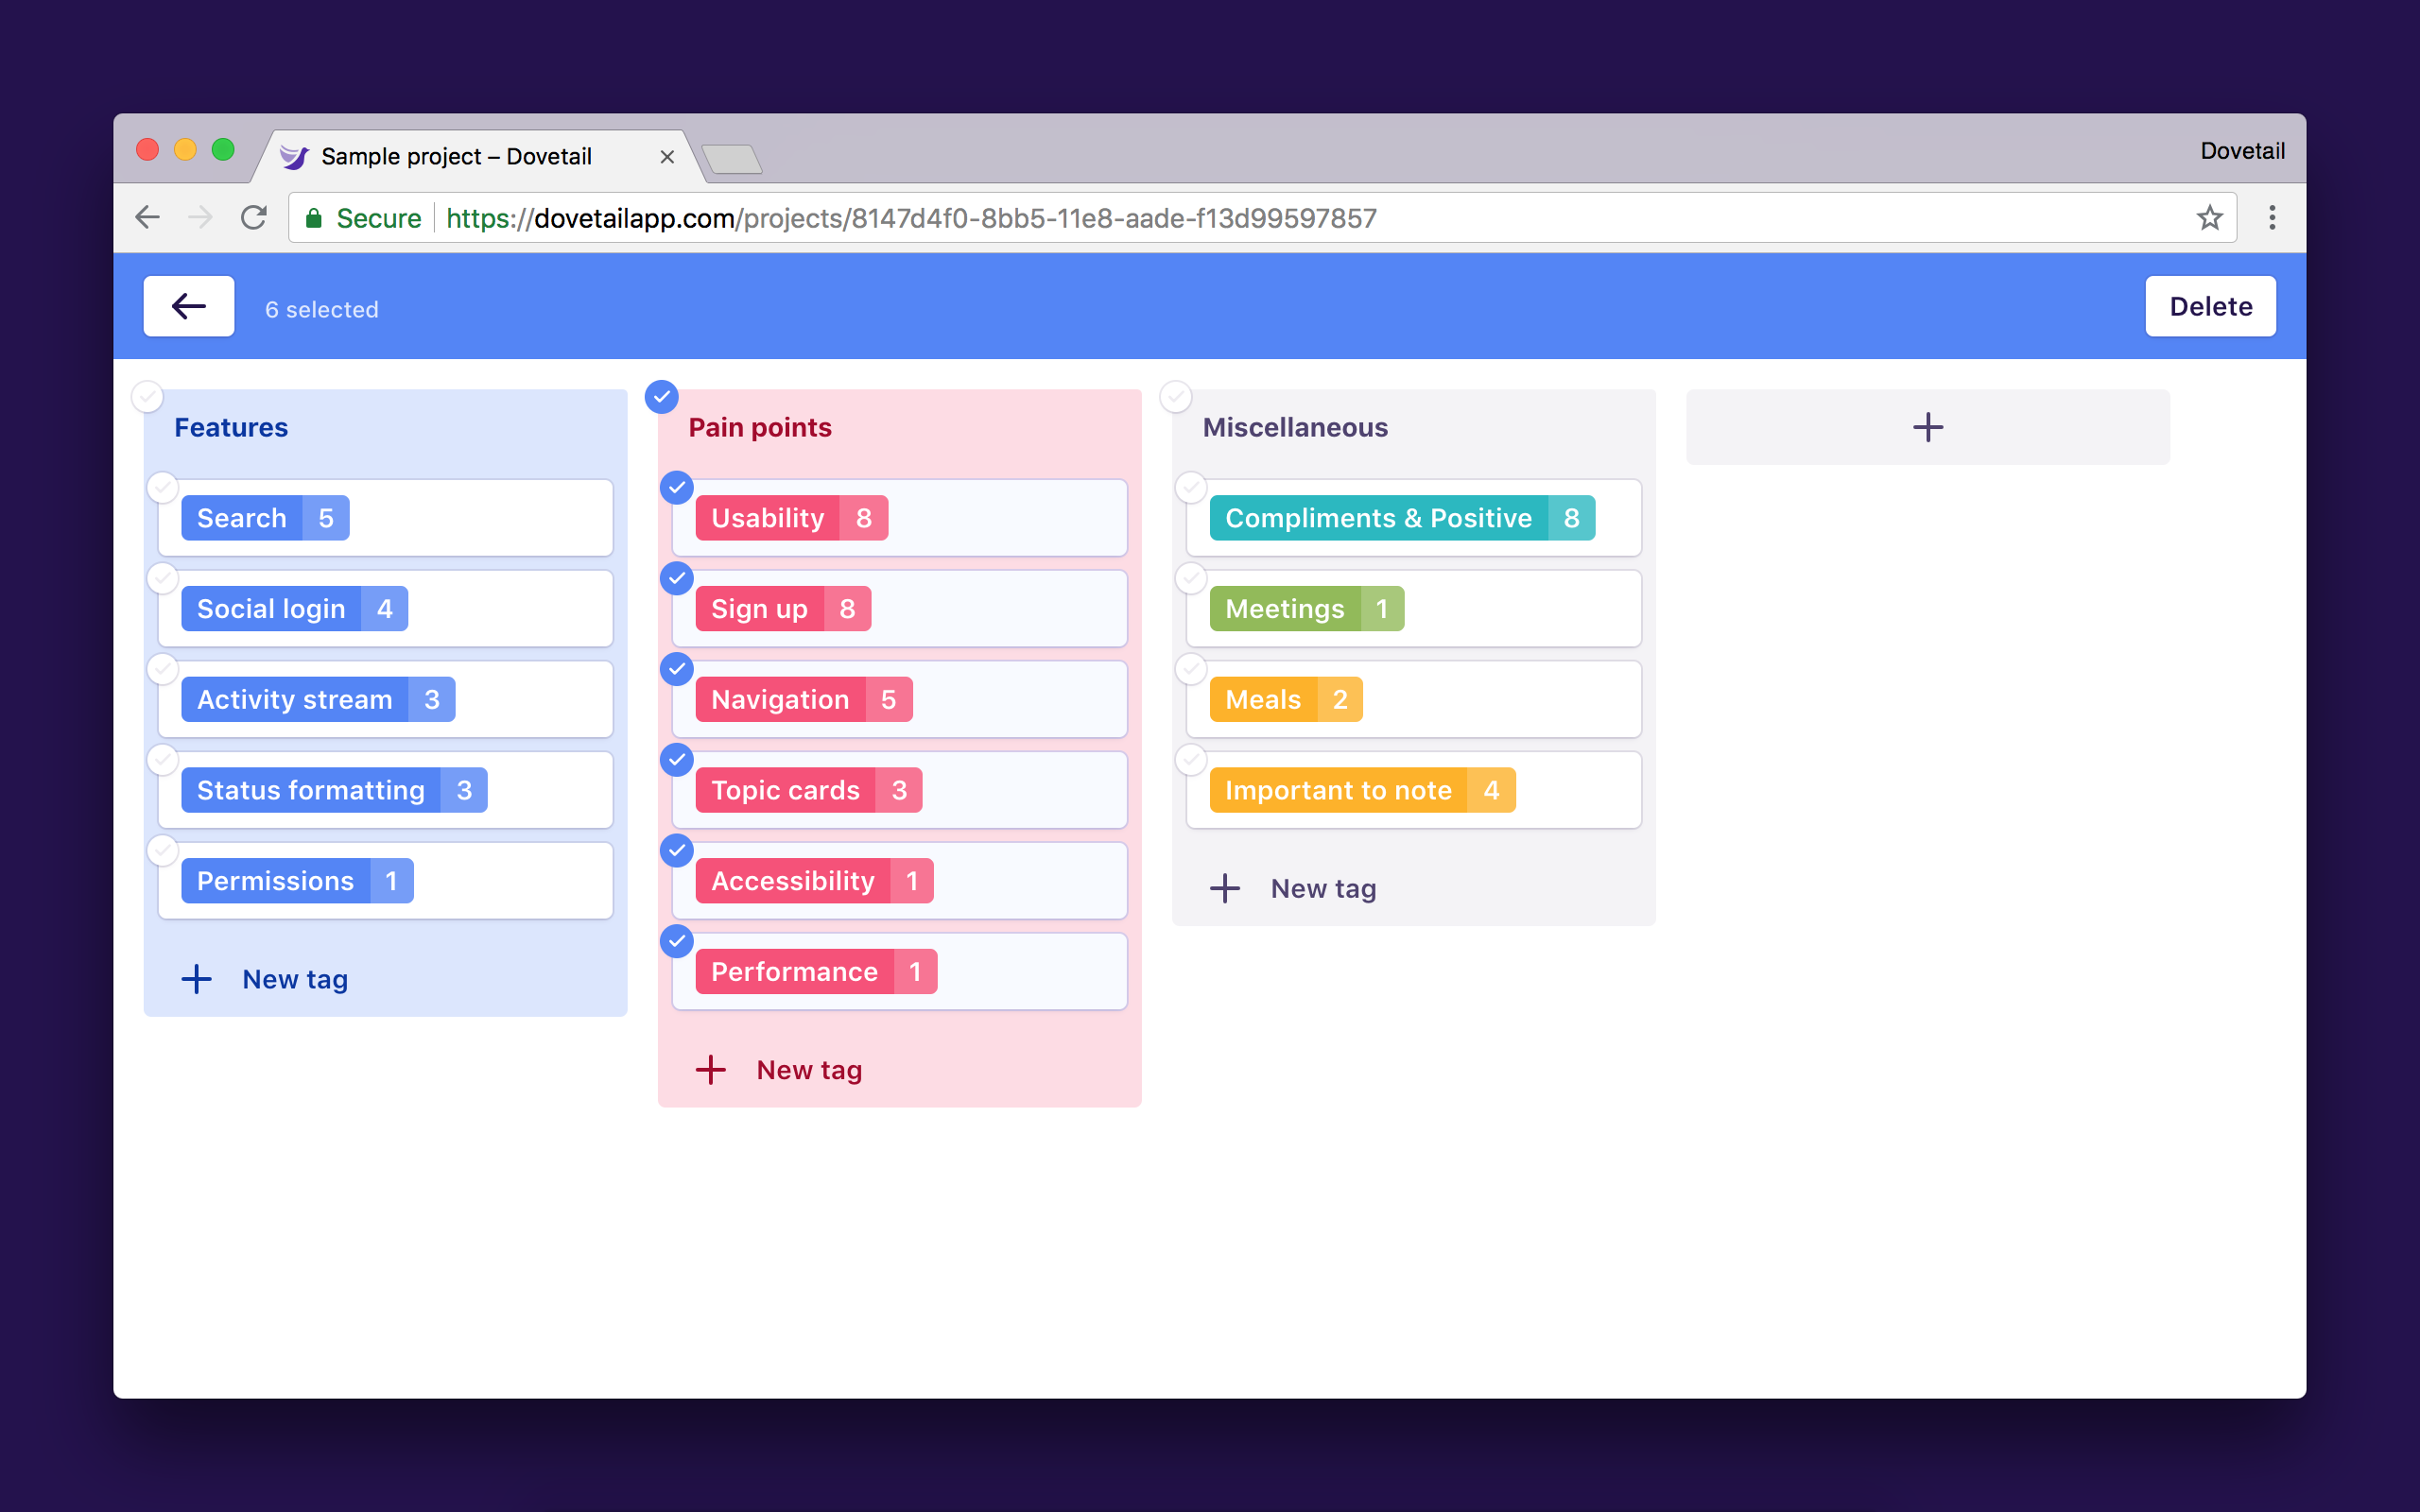 Sample project – Dovetail
Dovetail
Secure
https://dovetailapp.com/projects/8147d4f0-8bb5-11e8-aade-f13d99597857
6 selected
Delete
Features
Search 5
Social login 4
Activity stream 3
Status formatting 3
Permissions 1
New tag
Pain points
Usability 8
Sign up 8
Navigation 5
Topic cards 3
Accessibility 1
Performance 1
New tag
Miscellaneous
Compliments & Positive 8
Meetings 1
Meals 2
Important to note 4
New tag